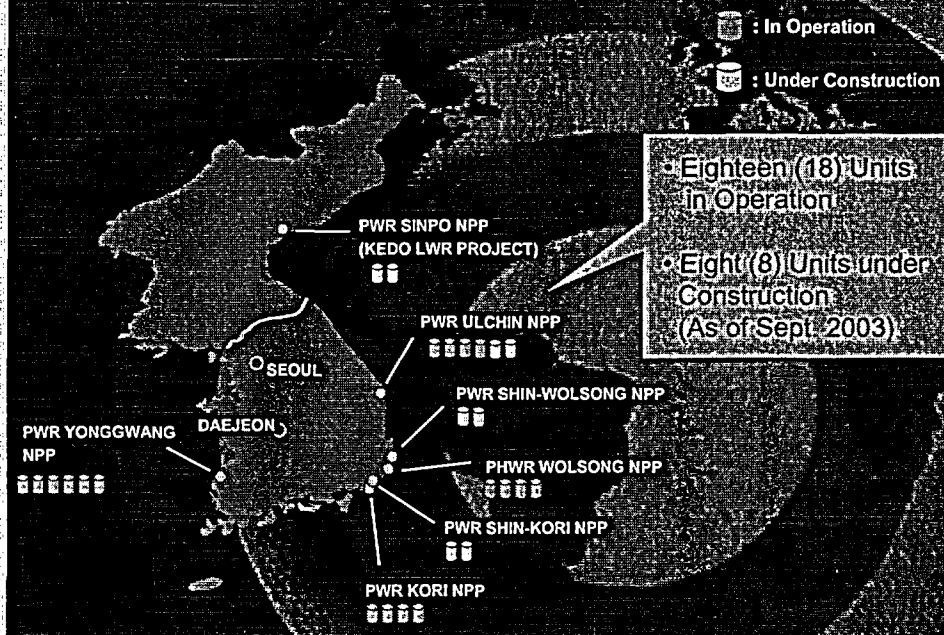 : In Operation
: Under Construction
• Eighteen (18) Units
in Operation
• Eight (8) Units under
Construction
(As of Sept. 2003)
PWR SINPO NPP
(KEDO LWR PROJECT)
PWR ULCHIN NPP
SEOUL
PWR SHIN-WOLSONG NPP
DAEJEON
PWR YONGGWANG
NPP
PHWR WOLSONG NPP
PWR SHIN-KORI NPP
PWR KORI NPP